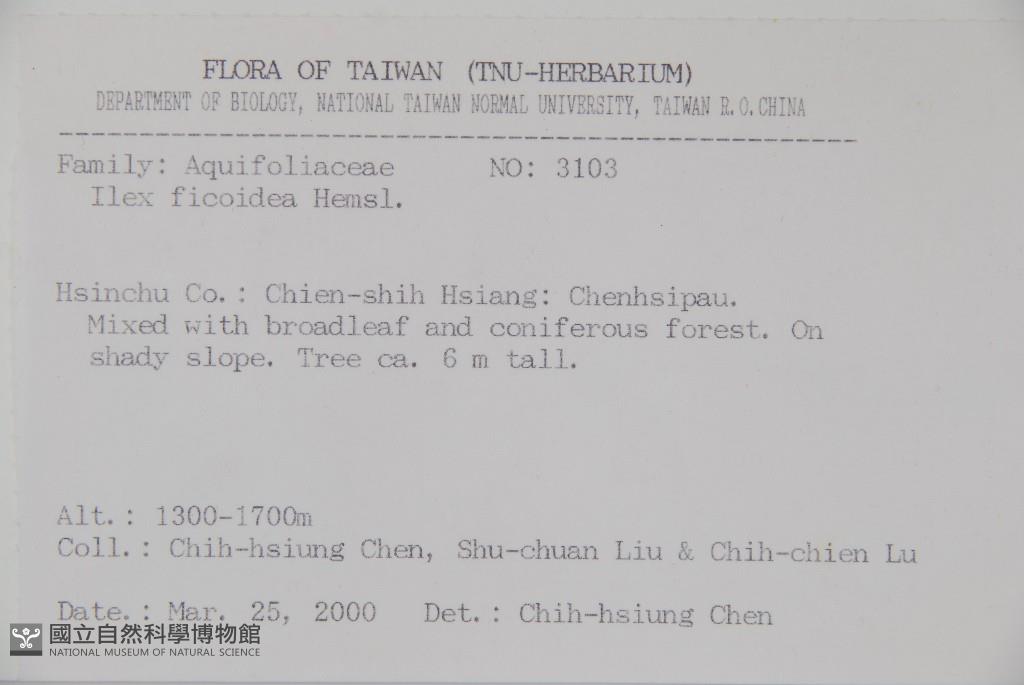 FLORA OF TAIWAN (TNU-HERBARIUM)
DEPARTMENT OF BIOLOGY, NATIONAL TAIWAN NORMAL UNIVERSITY, TAIWAN R.O.CHINA
Family: Aquifoliaceae NO: 3103
Ilex ficoidea Hemsl.
Hsinchu Co.: Chien-shih Hsiang: Chenhsipau.
Mixed with broadleaf and coniferous forest. On
shady slope. Tree ca. 6 m tall.
Alt.: 1300-1700m
Coll.: Chih-hsiung Chen, Shu-chuan Liu & Chih-chien Lu
Date.: Mar. 25, 2000 Det.: Chih-hsiung Chen
國立自然科學博物館
NATIONAL MUSEUM OF NATURAL SCIENCE